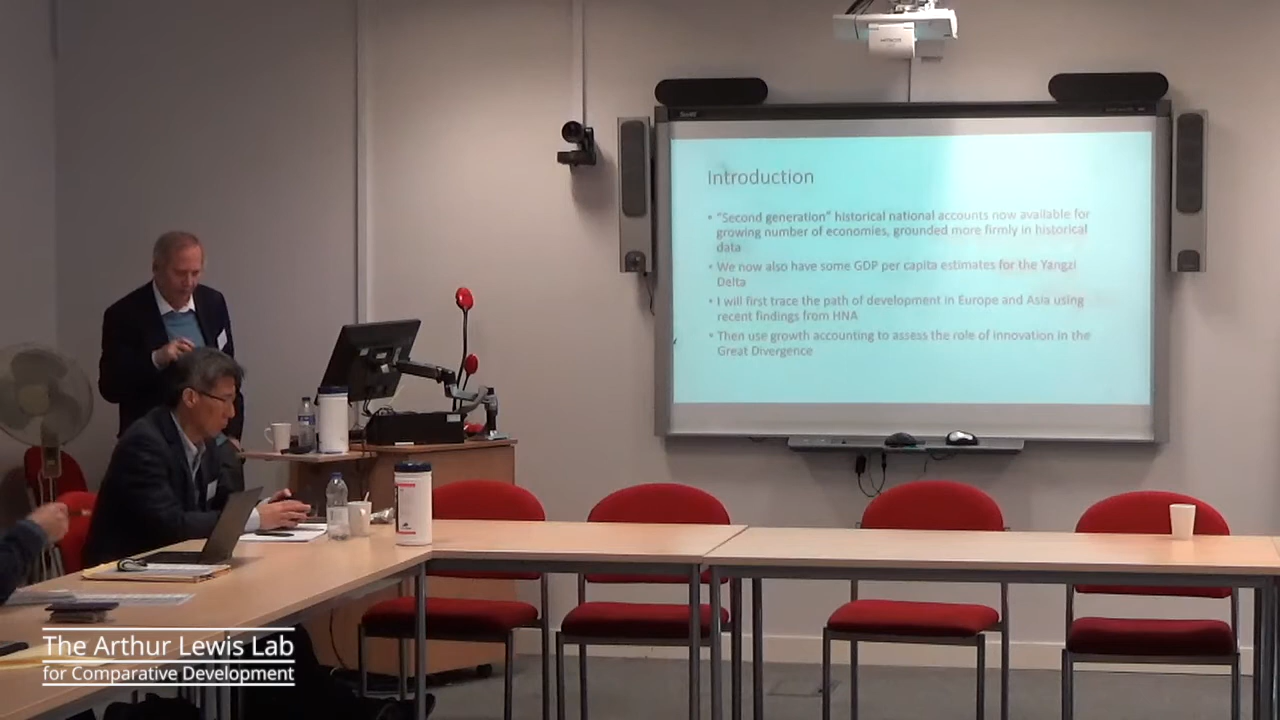 Introduction
• "Second generation" historical national accounts now available for
growing number of economies, grounded more firmly in historical
data
• We now also have some GDP per capita estimates for the Yangzi
Delta
• I will first trace the path of development in Europe and Asia using
recent findings from HNA
• Then use growth accounting to assess the role of innovation in the
Great Divergence
The Arthur Lewis Lab
for Comparative Development